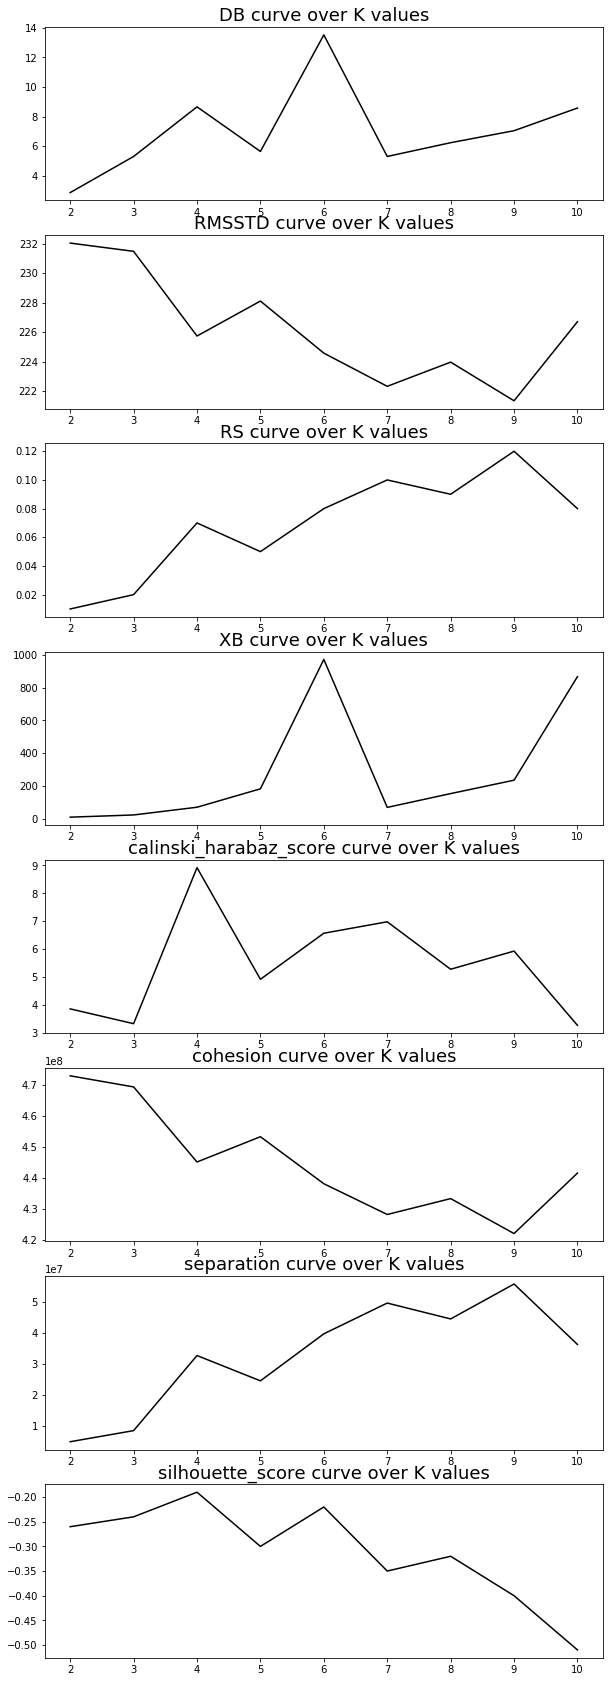 DB curve over K values
14
12
10
8
6
4
2 3 4 5 6 7 8 9 10
RMSSTD curve over K values
232
230
228
226
224
222
2 3 4 5 6 7 8 9 10
RS curve over K values
0.12
0.10
0.08
0.06
0.04
0.02
2 3 4 5 6 7 8 9 10
XB curve over K values
1000
800
600
400
200
0
2 3 4 5 6 7 8 9 10
calinski_harabaz_score curve over K values
9
8
7
6
5
4
3
2 3 4 5 6 7 8 9 10
cohesion curve over K values
1e8
4.7
4.6
4.5
4.4
4.3
4.2
2 3 4 5 6 7 8 9 10
separation curve over K values
1e7
5
4
3
2
1
2 3 4 5 6 7 8 9 10
silhouette_score curve over K values
−0.20
−0.25
−0.30
−0.35
−0.40
−0.45
−0.50
2 3 4 5 6 7 8 9 10